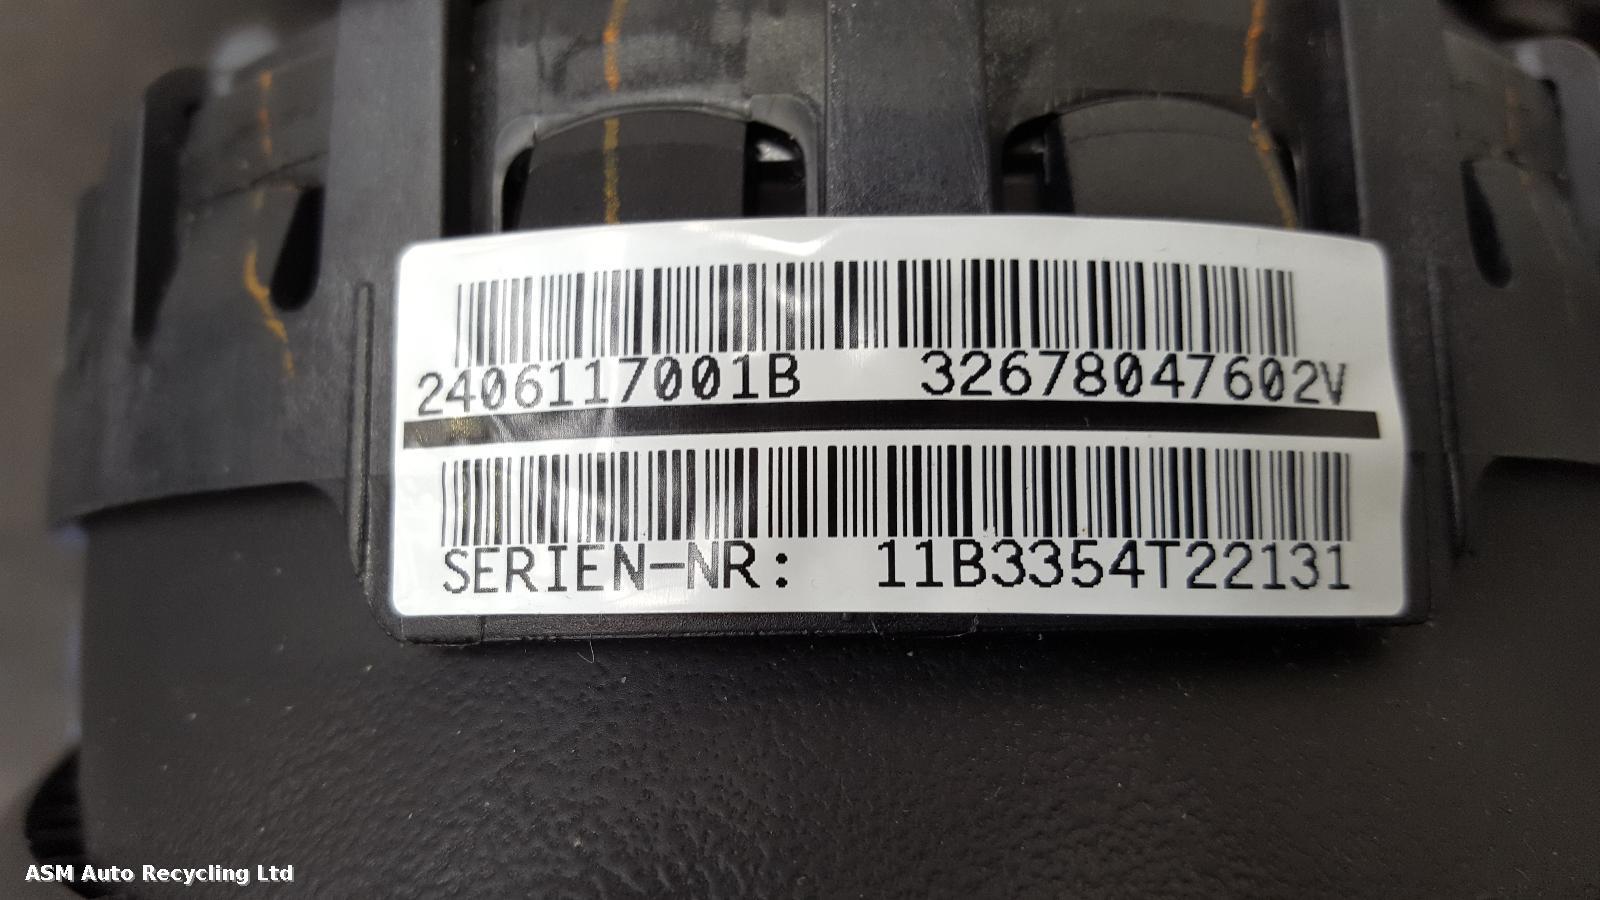 2406117001B 32678047602V
SERIEN-NR: 11B3354T22131
ASM Auto Recycling Ltd